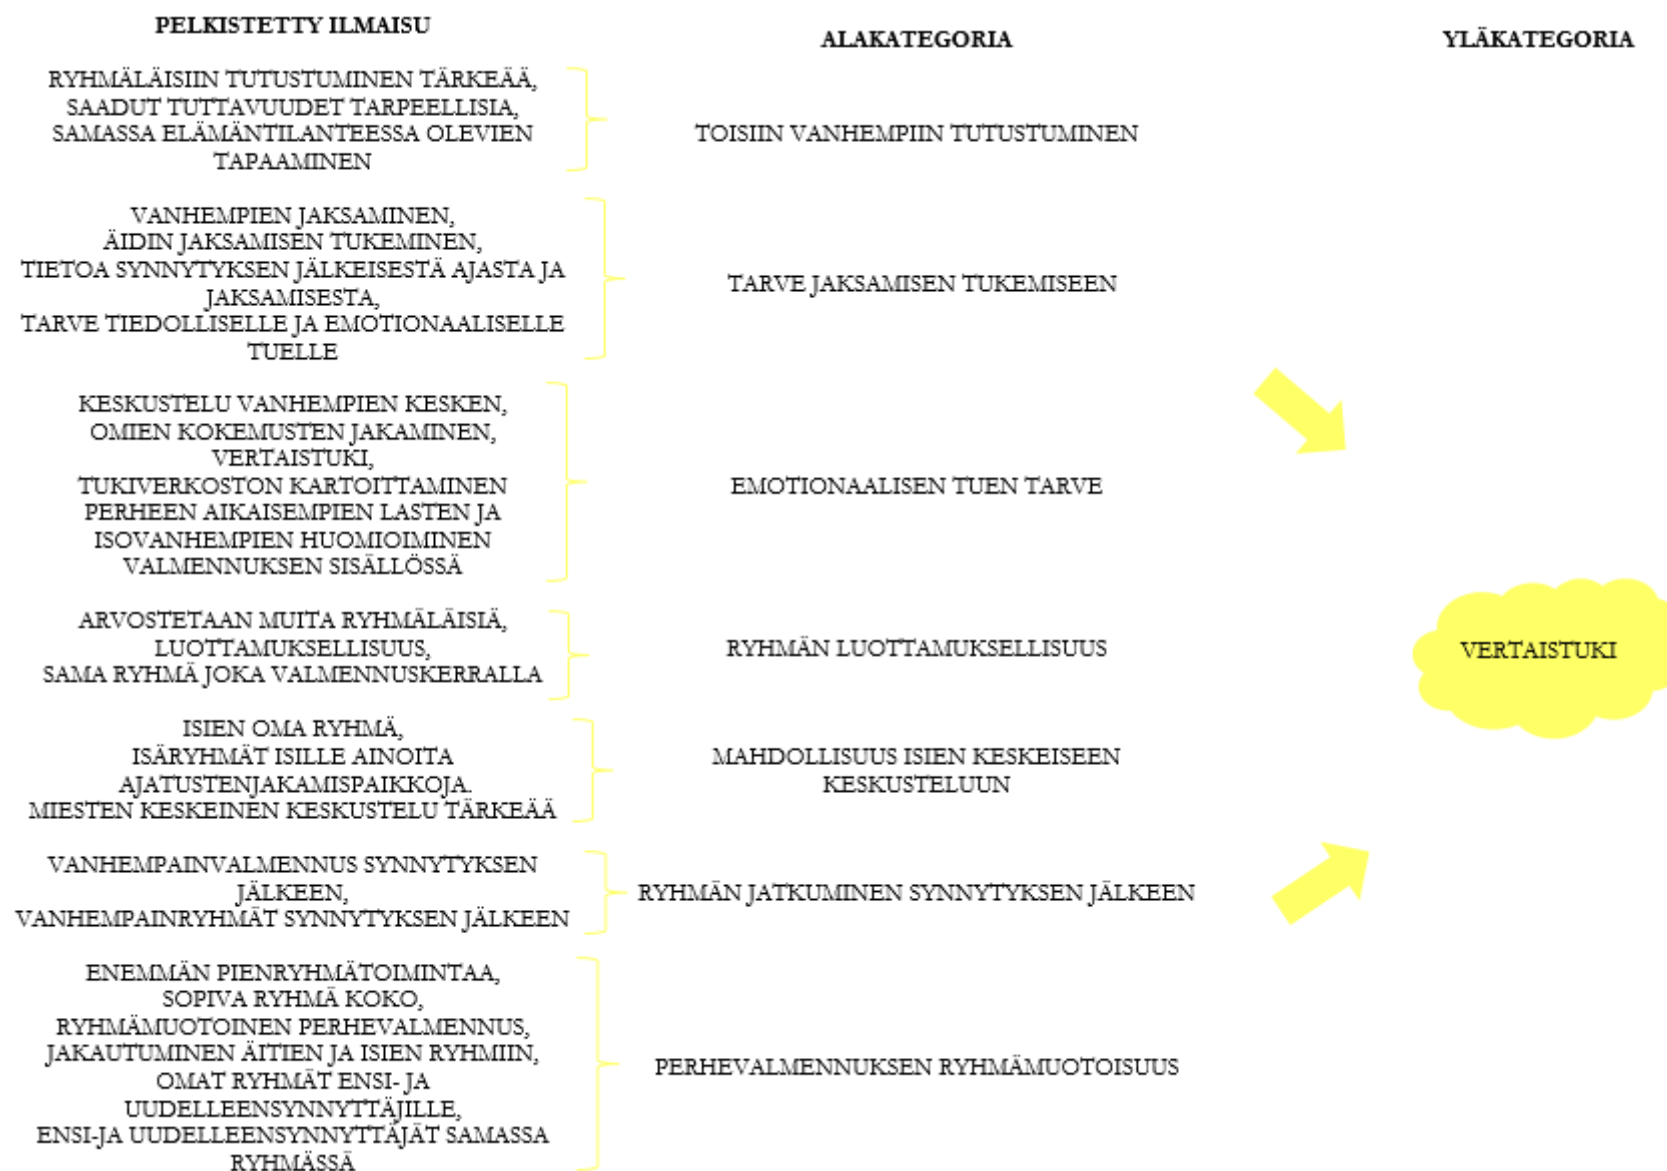 PELKISTETTY ILMAISU
ALAKATEGORIA
YLÄKATEGORIA
RYHMÄLÄISIIN TUTUSTUMINEN TÄRKEÄÄ,
SAADUT TUTTAVUUDET TARPEELLISIA,
SAMASSA ELÄMÄNTILANTEESSA OLEVIEN
TAPAAMINEN
TOISIIN VANHEMPIIN TUTUSTUMINEN
VANHEMPIEN JAKSAMINEN,
ÄIDIN JAKSAMISEN TUKEMINEN,
TIETOA SYNNYTYKSEN JÄLKEISESTÄ AJASTA JA
JAKSAMISESTA,
TARVE TIEDOLLISELLE JA EMOTIONAALISELLE
TUELLE
TARVE JAKSAMISEN TUKEMISEEN
KESKUSTELU VANHEMPIEN KESKEN,
OMIEN KOKEMUSTEN JAKAMINEN,
VERTAISTUKI,
TUKIVERKOSTON KARTOITTAMINEN
PERHEEN AIKAISEMPIEN LASTEN JA
ISOVANHEMPIEN HUOMIOIMINEN
VALMENNUKSEN SISÄLLÖSSÄ
EMOTIONAALISEN TUEN TARVE
ARVOSTETAAN MUITA RYHMÄLÄISIÄ,
LUOTTAMUKSELLISUUS,
SAMA RYHMÄ JOKA VALMENNUSKERRALLA
RYHMÄN LUOTTAMUKSELLISUUS
VERTAISTUKI
ISIEN OMA RYHMÄ,
ISÄRYHMÄT ISILLE AINOITA
AJATUSTENJAKAMISPAIKKOJA.
MIESTEN KESKEINEN KESKUSTELU TÄRKEÄÄ
MAHDOLLISUUS ISIEN KESKEISEEN
KESKUSTELUUN
VANHEMPAINVALMENNUS SYNNYTYKSEN
JÄLKEEN,
VANHEMPAINRYHMÄT SYNNYTYKSEN JÄLKEEN
RYHMÄN JATKUMINEN SYNNYTYKSEN JÄLKEEN
ENEMMÄN PIENRYHMÄTOIMINTAA,
SOPIVA RYHMÄ KOKO,
RYHMÄMUOTOINEN PERHEVALMENNUS,
JAKAUTUMINEN ÄITIEN JA ISIEN RYHMIIN,
OMAT RYHMÄT ENSI- JA
UUDELLEENSYNNYTTÄJILLE,
ENSI-JA UUDELLEENSYNNYTTÄJÄT SAMASSA
RYHMÄSSÄ
PERHEVALMENNUKSEN RYHMÄMUOTOISUUS